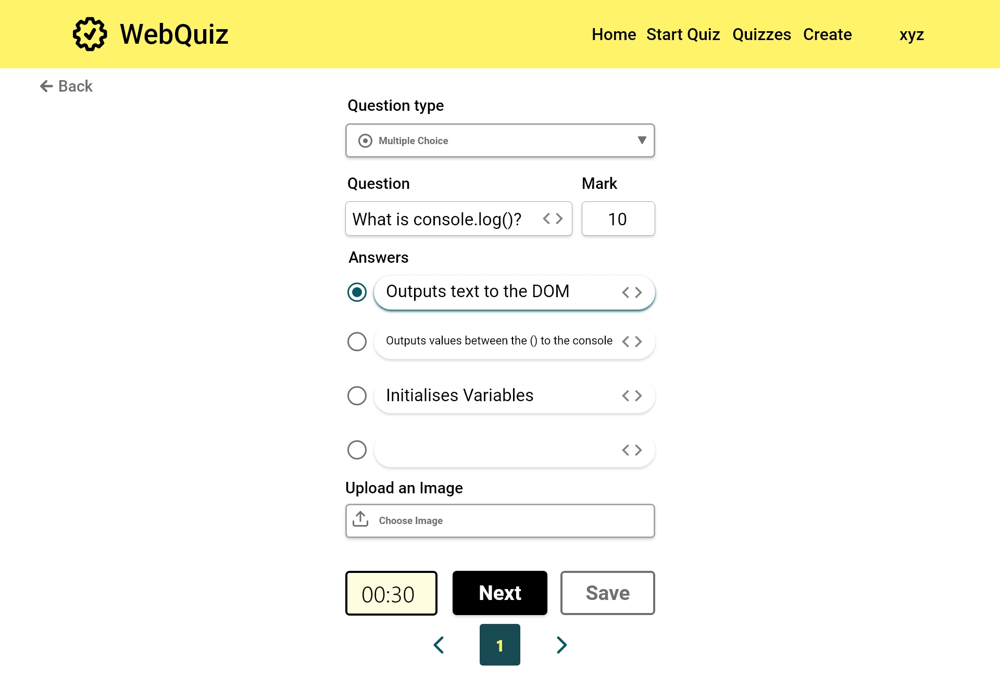 WebQuiz
Home Start Quiz Quizzes Create xyz
Back
Question type
Multiple Choice
Question Mark
What is console.log()? < > 10
Answers
Outputs text to the DOM < >
Outputs values between the () to the console < >
Initialises Variables < >
< >
Upload an Image
Choose Image
00:30 Next Save
< 1 >